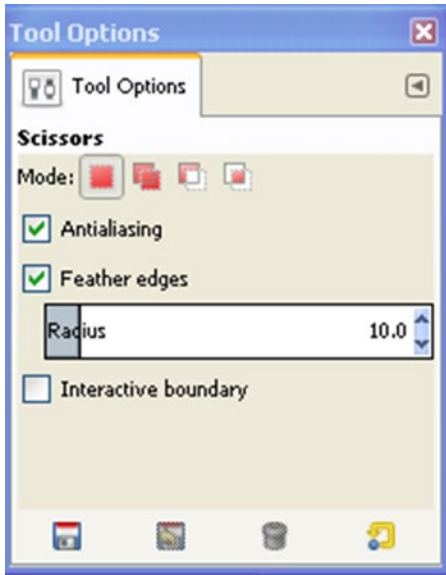 Tool Options
Tool Options
Scissors
Mode:
Antialiasing
Feather edges
Radius 10.0
Interactive boundary